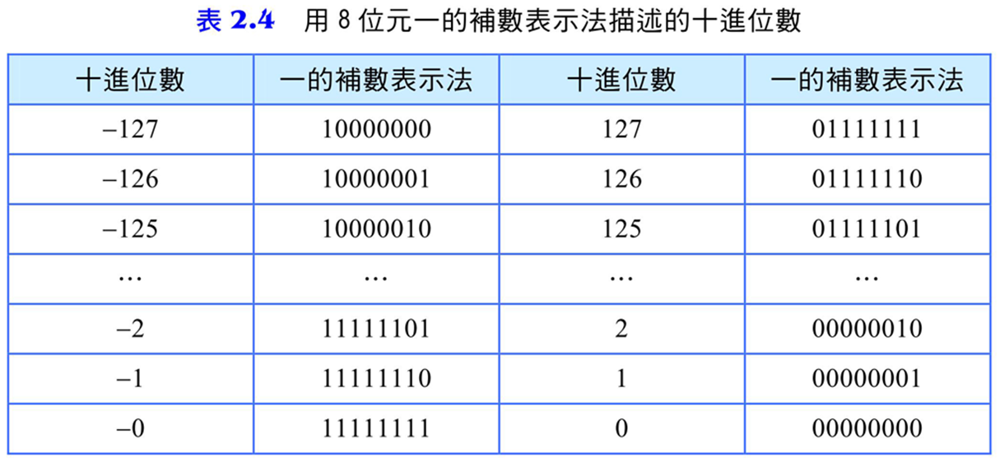 表 2.4 用 8 位元一的補數表示法描述的十進位數
十進位數 一的補數表示法 十進位數 一的補數表示法
–127 10000000 127 01111111
–126 10000001 126 01111110
–125 10000010 125 01111101
… … … …
–2 11111101 2 00000010
–1 11111110 1 00000001
–0 11111111 0 00000000